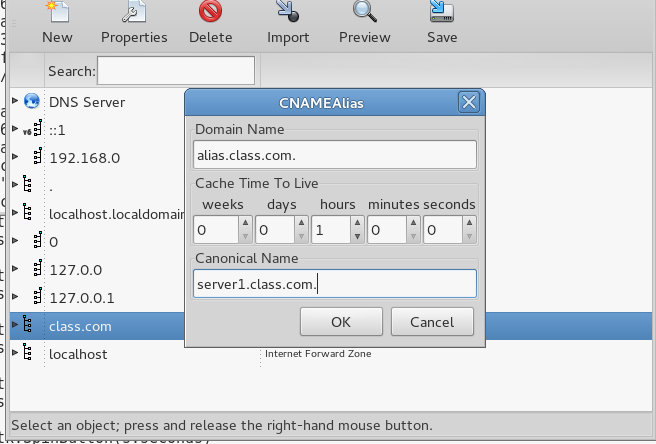 New Properties Delete Import Preview Save
Search:
CNAMEAlias
Domain Name
alias.class.com.
Cache Time To Live
weeks days hours minutes seconds
0 0 1 0 0
Canonical Name
server1.class.com.
OK Cancel
DNS Server
v6 ::1
192.168.0
.
localhost.localdomain
0
127.0.0
127.0.0.1
class.com
localhost Internet Forward Zone
Select an object; press and release the right-hand mouse button.